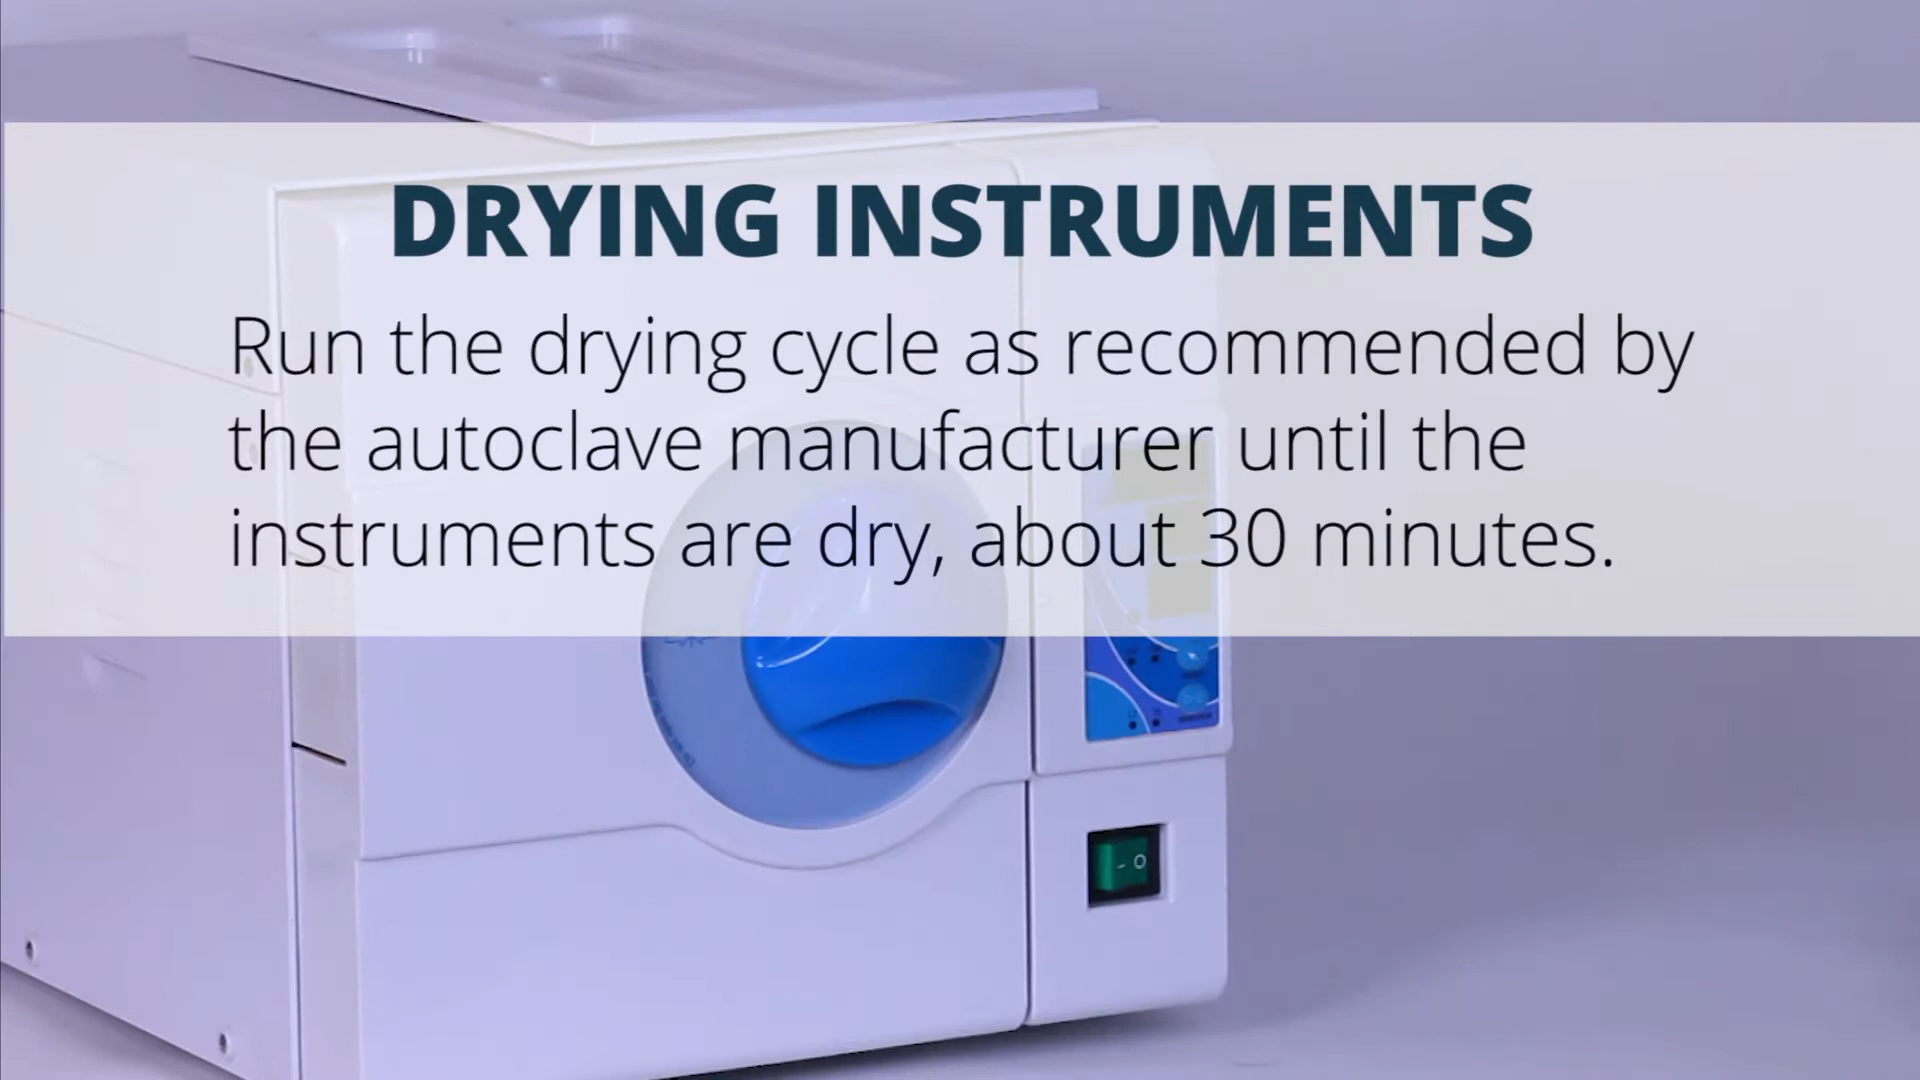 DRYING INSTRUMENTS
Run the drying cycle as recommended by
the autoclave manufacturer until the
instruments are dry, about 30 minutes.